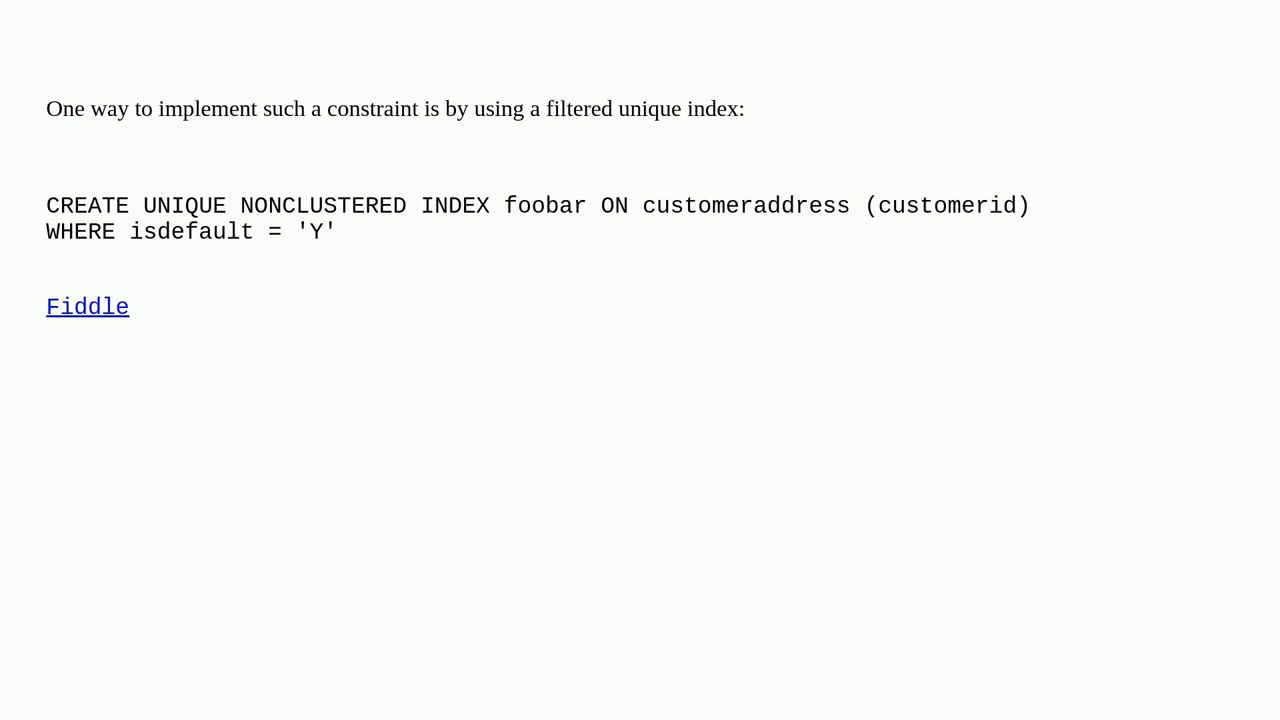 One way to implement such a constraint is by using a filtered unique index:
CREATE UNIQUE NONCLUSTERED INDEX foobar ON customeraddress (customerid)
WHERE isdefault = 'Y'
Fiddle